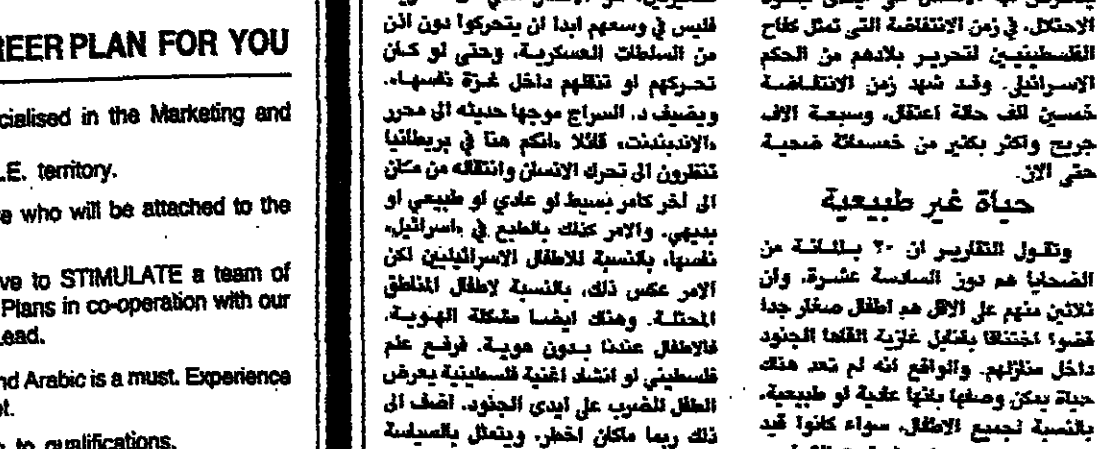 EER PLAN FOR YOU
cialised in the Marketing and
.E. territory.
e who will be attached to the
ve to STIMULATE a team of
Plans in co-operation with our
ead.
nd Arabic is a must. Experience
et.
to qualifications.
الاحتلال، في زمن الانتفاضة التي تمثل كفاح
الفلسطينيين لتحرير بلادهم من الحكم
الاسرائيلي. وقد شهد زمن الانتفاضة
خمسين الف حالة اعتقال، وسبعة الاف
جريح واكثر بكثير من خمسمائة ضحية
حتى الان.
حياة غير طبيعية
وتقول التقارير ان ٢٠ بالمائة من
الضحايا هم دون السادسة عشرة، وان
ثلاثين منهم على الاقل هم اطفال صغار جدا
قضوا اختناقا بقنابل غازية القاها الجنود
داخل منازلهم. والواقع انه لم تعد هناك
حياة يمكن وصفها بانها عادية او طبيعية،
بالنسبة لجميع الاطفال، سواء كانوا قيد
فليس في وسعهم ابدا ان يتحركوا دون اذن
من السلطات العسكرية، وحتى لو كان
تحركهم او تنقلهم داخل غزة نفسها.
ويضيف د. السراج موجها حديثه الى محرر
«الاندبندنت» قائلا «انكم هنا في بريطانيا
تنظرون الى تحرك الانسان وانتقاله من مكان
الى آخر كامر بسيط او عادي او طبيعي او
بديهي. والامر كذلك بالطبع في «اسرائيل»
نفسها، بالنسبة للاطفال الاسرائيليين لكن
الامر عكس ذلك، بالنسبة لاطفال المناطق
المحتلة. وهناك ايضا مشكلة الهوية.
فالاطفال عندنا بدون هوية. فرفع علم
فلسطيني او انشاد اغنية فلسطينية يعرض
الطفل للضرب على ايدي الجنود. اضف الى
ذلك ربما ماكان اخطر، ويتمثل بالسياسة